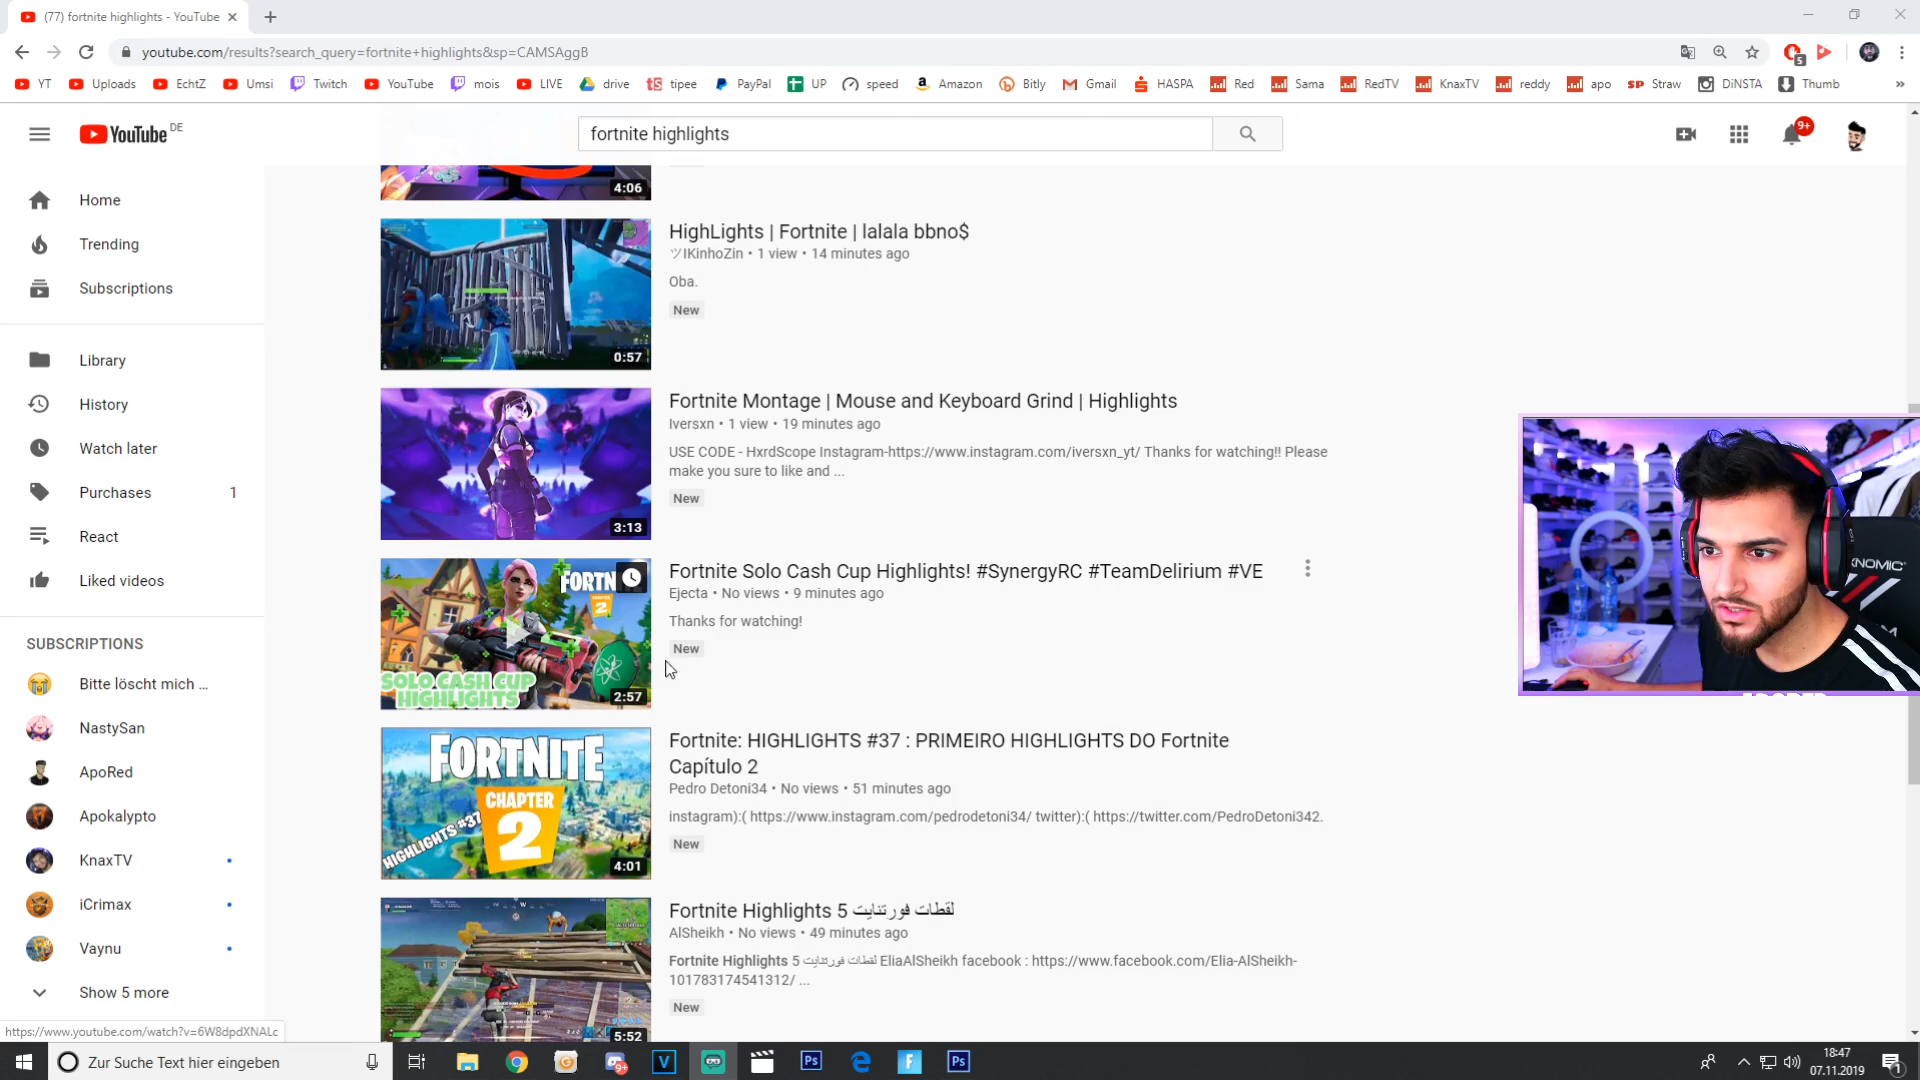 (77) fortnite highlights - YouTube
youtube.com/results?search_query=fortnite+highlights&sp=CAMSAggB
5
YT Uploads EchtZ Umsi Twitch YouTube mois LIVE drive tipee PayPal UP speed Amazon Bitly Gmail HASPA Red Sama RedTV KnaxTV reddy apo Straw DiNSTA Thumb »
YouTube DE
fortnite highlights
9+
Home
Trending
Subscriptions
Library
History
Watch later
Purchases 1
React
Liked videos
SUBSCRIPTIONS
Bitte löscht mich ...
NastySan
ApoRed
Apokalypto
KnaxTV
iCrimax
Vaynu
Show 5 more
4:06
0:57
HighLights | Fortnite | lalala bbno$
ツIKinhoZin • 1 view • 14 minutes ago
Oba.
New
3:13
Fortnite Montage | Mouse and Keyboard Grind | Highlights
Iversxn • 1 view • 19 minutes ago
USE CODE - HxrdScope Instagram-https://www.instagram.com/iversxn_yt/ Thanks for watching!! Please
make you sure to like and ...
New
FORTN
2
SOLO CASH CUP
HIGHLIGHTS
2:57
Fortnite Solo Cash Cup Highlights! #SynergyRC #TeamDelirium #VE
Ejecta • No views • 9 minutes ago
Thanks for watching!
New
FORTNITE
CHAPTER
2
HIGHLIGHTS #37
4:01
Fortnite: HIGHLIGHTS #37 : PRIMEIRO HIGHLIGHTS DO Fortnite
Capítulo 2
Pedro Detoni34 • No views • 51 minutes ago
instagram):( https://www.instagram.com/pedrodetoni34/ twitter):( https://twitter.com/PedroDetoni342.
New
5:52
Fortnite Highlights 5 لقطات فورتنايت
AlSheikh • No views • 49 minutes ago
Fortnite Highlights 5 لقطات فورتنايت EliaAlSheikh facebook : https://www.facebook.com/Elia-AlSheikh-
101783174541312/ ...
New
KNOMIC
https://www.youtube.com/watch?v=6W8dpdXNALc
Zur Suche Text hier eingeben
9+
V
Ps
Ps
18:47
07.11.2019
1